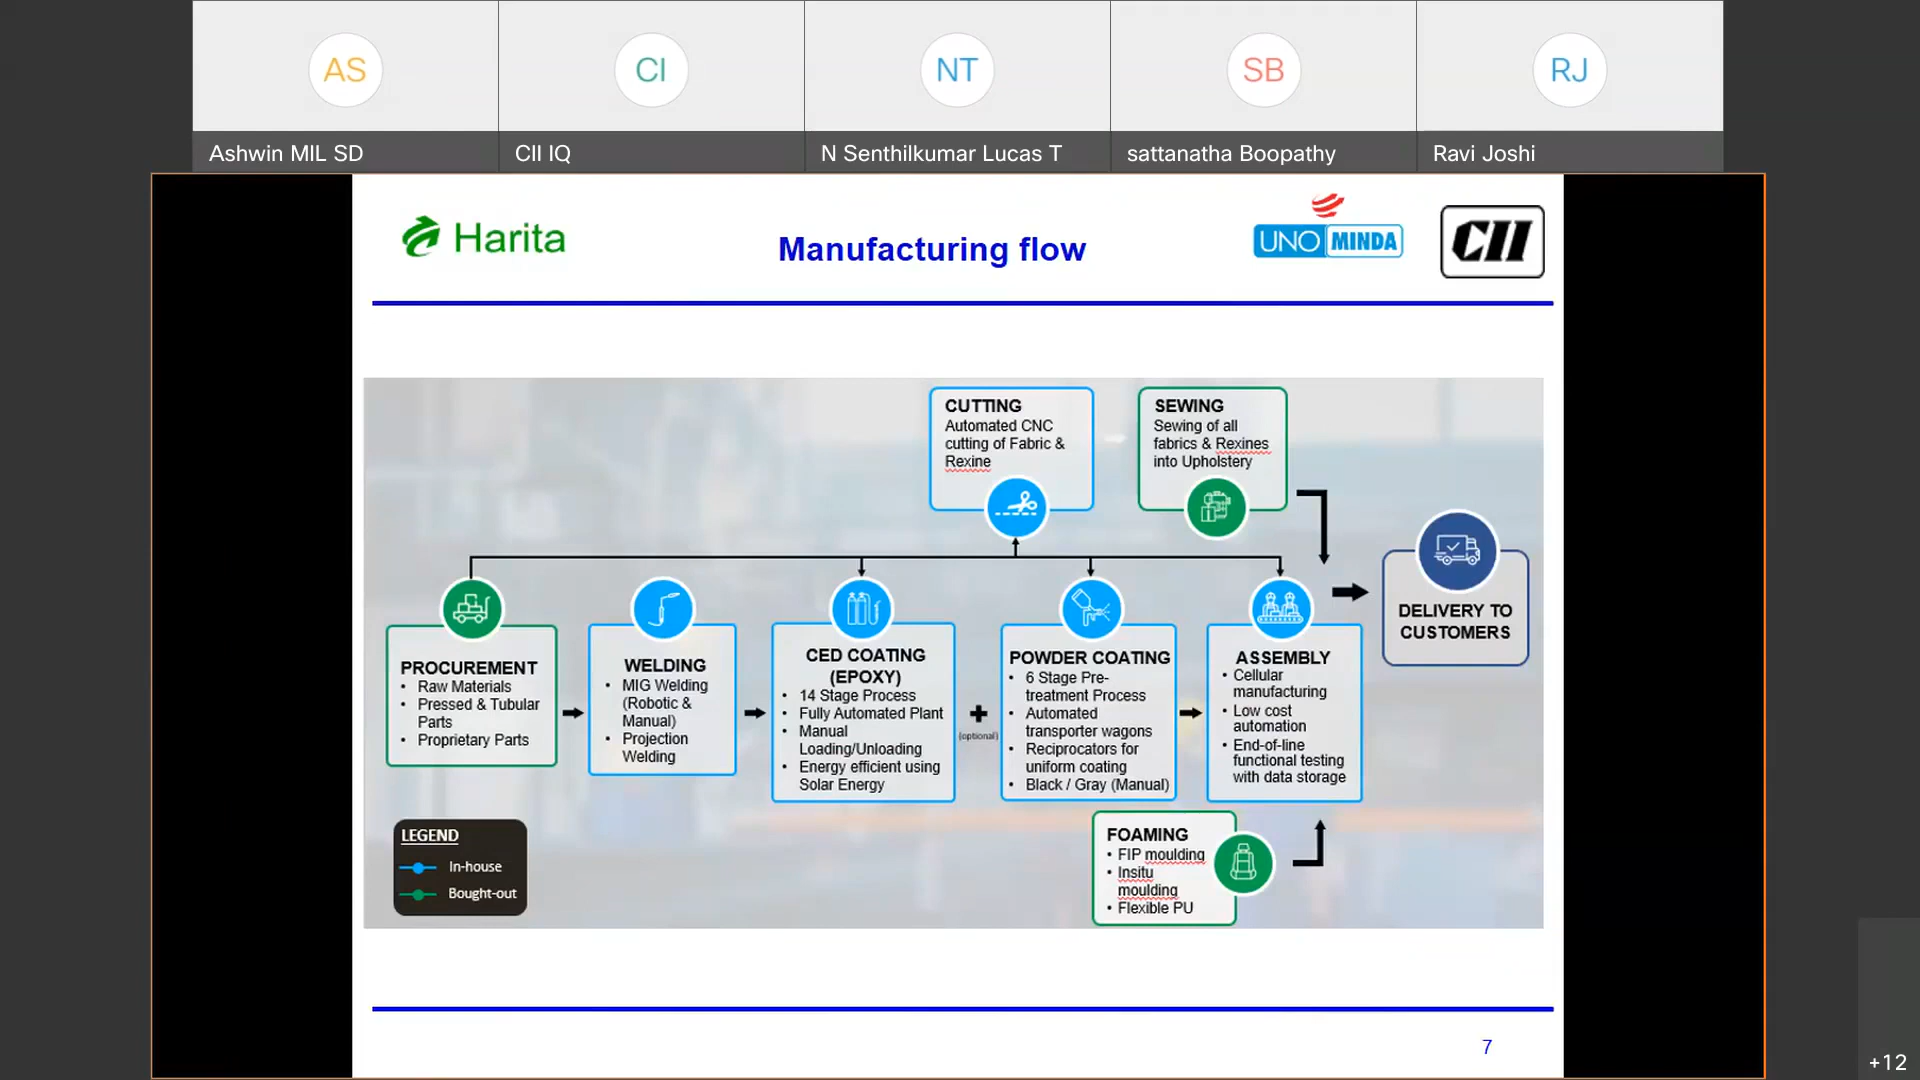 AS
CI
NT
SB
RJ
Ashwin MIL SD
CII IQ
N Senthilkumar Lucas T
sattanatha Boopathy
Ravi Joshi
Harita
Manufacturing flow
UNO MINDA
CII
CUTTING
Automated CNC
cutting of Fabric &
Rexine
SEWING
Sewing of all
fabrics & Rexines
into Upholstery
DELIVERY TO
CUSTOMERS
PROCUREMENT
• Raw Materials
• Pressed & Tubular
Parts
• Proprietary Parts
WELDING
• MIG Welding
(Robotic &
Manual)
• Projection
Welding
CED COATING
(EPOXY)
• 14 Stage Process
• Fully Automated Plant
• Manual
Loading/Unloading
• Energy efficient using
Solar Energy
(optional)
POWDER COATING
• 6 Stage Pre-
treatment Process
• Automated
transporter wagons
• Reciprocators for
uniform coating
• Black / Gray (Manual)
ASSEMBLY
• Cellular
manufacturing
• Low cost
automation
• End-of-line
functional testing
with data storage
LEGEND
In-house
Bought-out
FOAMING
• FIP moulding
• Insitu
moulding
• Flexible PU
7
+12